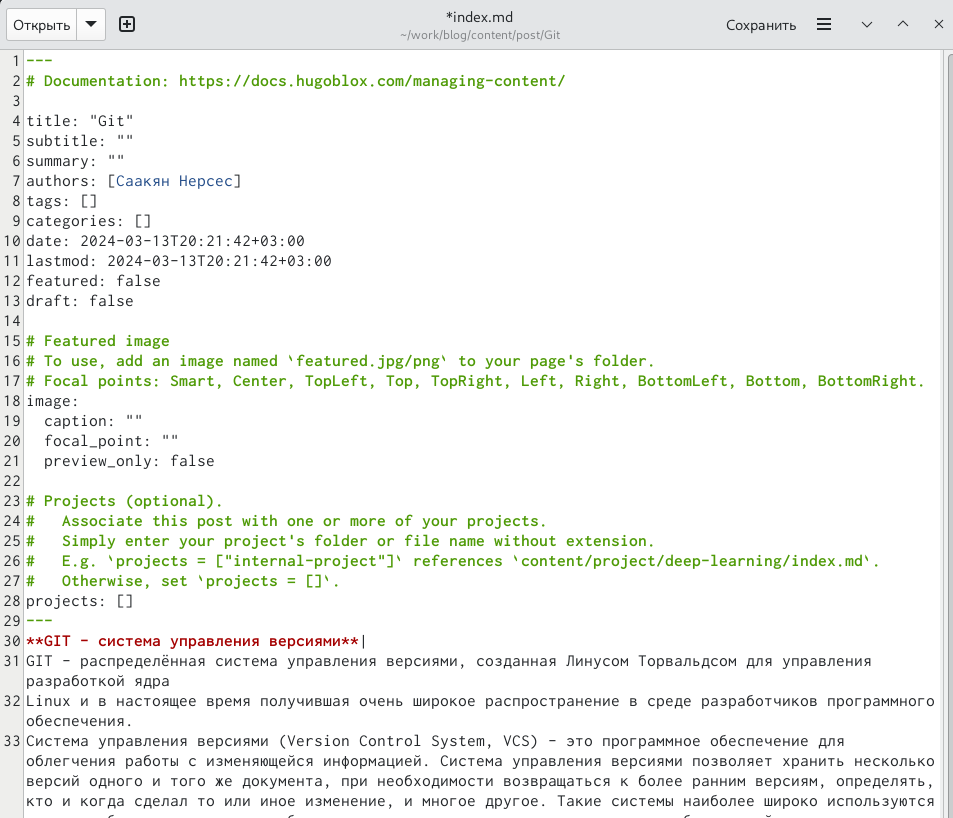 Открыть
*index.md
~/work/blog/content/post/Git
Сохранить
1 ---
2 # Documentation: https://docs.hugoblox.com/managing-content/
3
4 title: "Git"
5 subtitle: ""
6 summary: ""
7 authors: [Саакян Нерсес]
8 tags: []
9 categories: []
10 date: 2024-03-13T20:21:42+03:00
11 lastmod: 2024-03-13T20:21:42+03:00
12 featured: false
13 draft: false
14
15 # Featured image
16 # To use, add an image named `featured.jpg/png` to your page's folder.
17 # Focal points: Smart, Center, TopLeft, Top, TopRight, Left, Right, BottomLeft, Bottom, BottomRight.
18 image:
19   caption: ""
20   focal_point: ""
21   preview_only: false
22
23 # Projects (optional).
24 #   Associate this post with one or more of your projects.
25 #   Simply enter your project's folder or file name without extension.
26 #   E.g. `projects = ["internal-project"]` references `content/project/deep-learning/index.md`.
27 #   Otherwise, set `projects = []`.
28 projects: []
29 ---
30 **GIT - система управления версиями**
31 GIT - распределённая система управления версиями, созданная Линусом Торвальдсом для управления
разработкой ядра
32 Linux и в настоящее время получившая очень широкое распространение в среде разработчиков программного
обеспечения.
33 Система управления версиями (Version Control System, VCS) - это программное обеспечение для
облегчения работы с изменяющейся информацией. Система управления версиями позволяет хранить несколько
версий одного и того же документа, при необходимости возвращаться к более ранним версиям, определять,
кто и когда сделал то или иное изменение, и многое другое. Такие системы наиболее широко используются